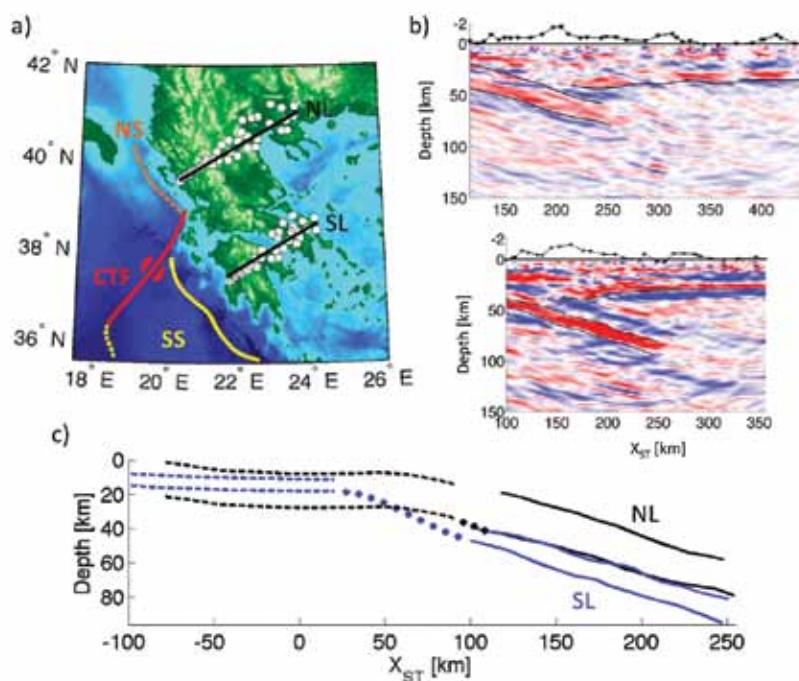 a)
42° N
40° N
38° N
36° N
18° E
20° E
22° E
24° E
26° E
NS
CTF
SS
NL
SL
b)
-2
0
50
100
150
Depth [km]
150 200 250 300 350 400
-2
0
50
100
150
Depth [km]
100 150 200 250 300 350
X_ST [km]
c)
0
20
40
60
80
Depth [km]
NL
SL
-100 -50 0 50 100 150 200 250
X_ST [km]